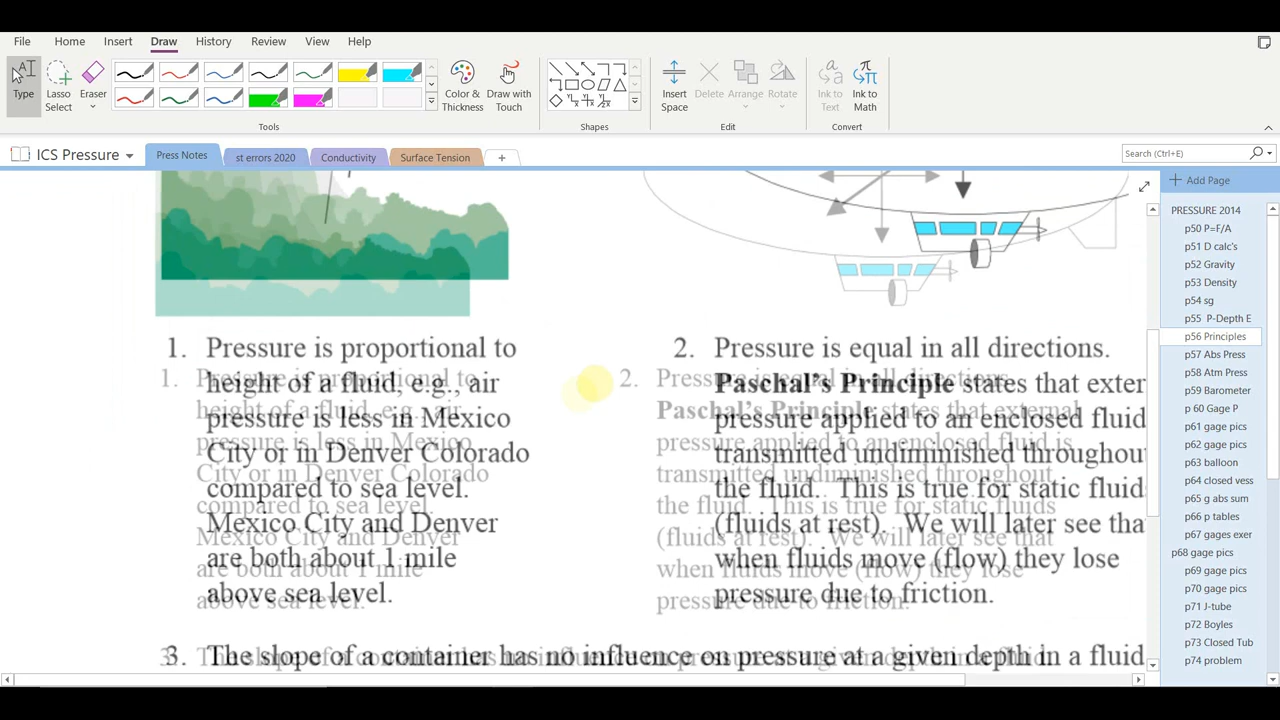 File Home Insert Draw History Review View Help
Type
Lasso Select
Eraser
Color & Thickness
Draw with Touch
Insert Space
Delete
Arrange
Rotate
Ink to Text
Ink to Math
Tools
Shapes
Edit
Convert
ICS Pressure
Press Notes
st errors 2020
Conductivity
Surface Tension
Search (Ctrl+E)
Add Page
1. Pressure is proportional to
height of a fluid, e.g., air
pressure is less in Mexico
City or in Denver Colorado
compared to sea level.
Mexico City and Denver
are both about 1 mile
above sea level.
2. Pressure is equal in all directions.
Paschal's Principle states that exter
pressure applied to an enclosed fluid
transmitted undiminished throughou
the fluid. This is true for static fluid
(fluids at rest). We will later see tha
when fluids move (flow) they lose
pressure due to friction.
3. The slope of a container has no influence on pressure at a given depth in a fluid
PRESSURE 2014
p50 P=F/A
p51 D calc's
p52 Gravity
p53 Density
p54 sg
p55 P-Depth E
p56 Principles
p57 Abs Press
p58 Atm Press
p59 Barometer
p 60 Gage P
p61 gage pics
p62 gage pics
p63 balloon
p64 closed vess
p65 g abs sum
p66 p tables
p67 gages exer
p68 gage pics
p69 gage pics
p70 gage pics
p71 J-tube
p72 Boyles
p73 Closed Tub
p74 problem